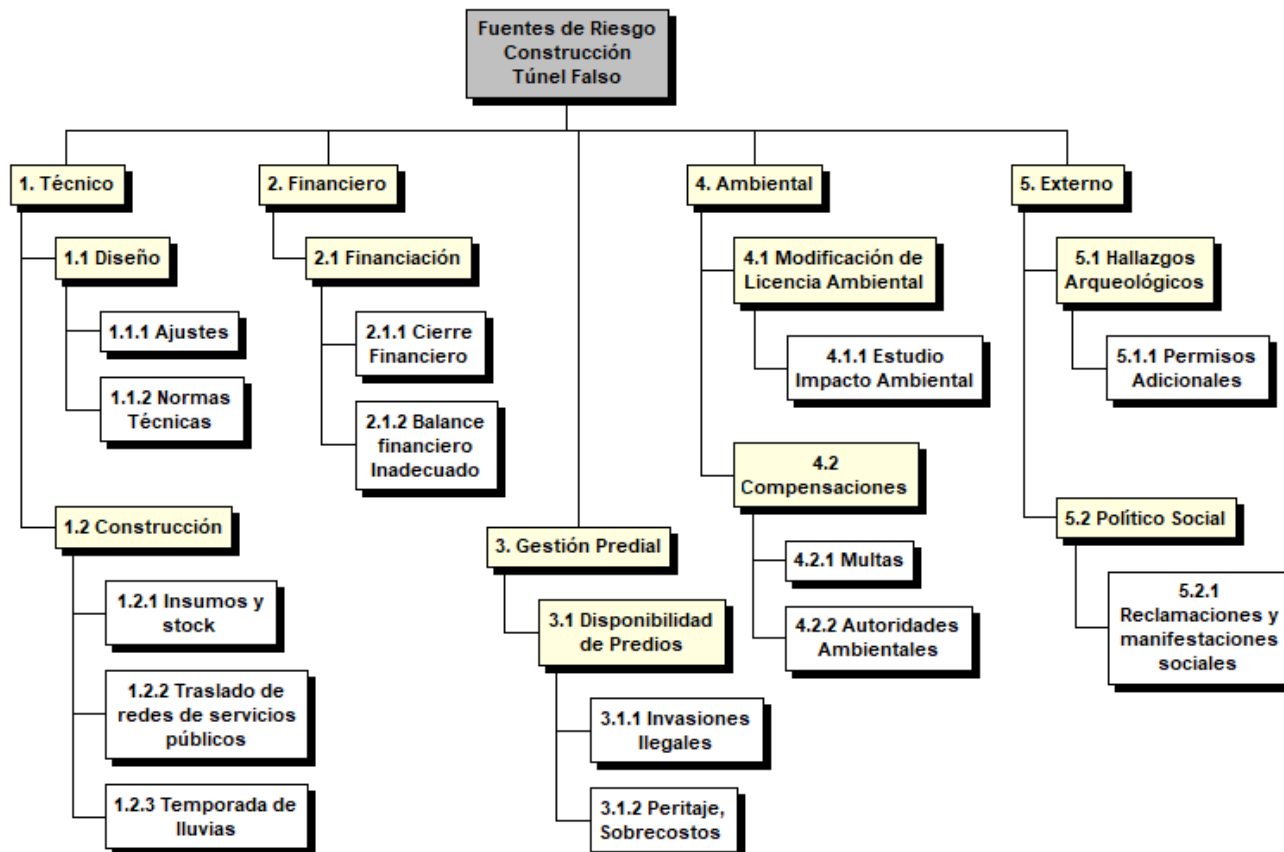 Fuentes de Riesgo
Construcción
Túnel Falso
1. Técnico
1.1 Diseño
1.1.1 Ajustes
1.1.2 Normas
Técnicas
1.2 Construcción
1.2.1 Insumos y
stock
1.2.2 Traslado de
redes de servicios
públicos
1.2.3 Temporada de
lluvias
2. Financiero
2.1 Financiación
2.1.1 Cierre
Financiero
2.1.2 Balance
financiero
Inadecuado
3. Gestión Predial
3.1 Disponibilidad
de Predios
3.1.1 Invasiones
Ilegales
3.1.2 Peritaje,
Sobrecostos
4. Ambiental
4.1 Modificación de
Licencia Ambiental
4.1.1 Estudio
Impacto Ambiental
4.2
Compensaciones
4.2.1 Multas
4.2.2 Autoridades
Ambientales
5. Externo
5.1 Hallazgos
Arqueológicos
5.1.1 Permisos
Adicionales
5.2 Político Social
5.2.1
Reclamaciones y
manifestaciones
sociales